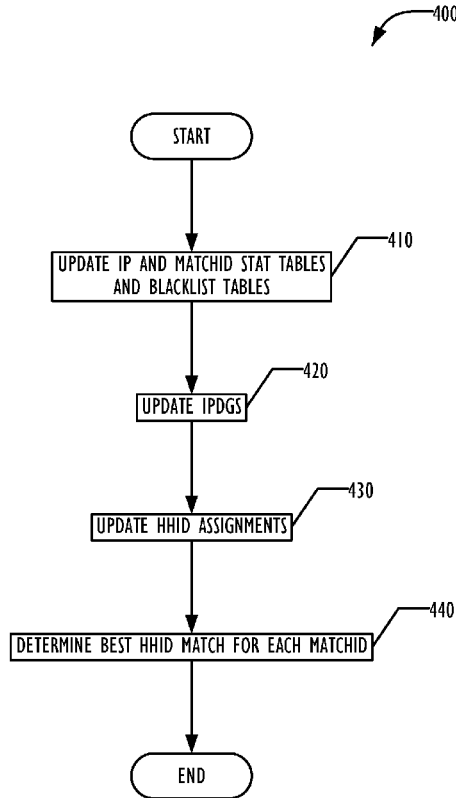 400
START
410
UPDATE IP AND MATCHID STAT TABLES
AND BLACKLIST TABLES
420
UPDATE IPDGS
430
UPDATE HHID ASSIGNMENTS
440
DETERMINE BEST HHID MATCH FOR EACH MATCHID
END